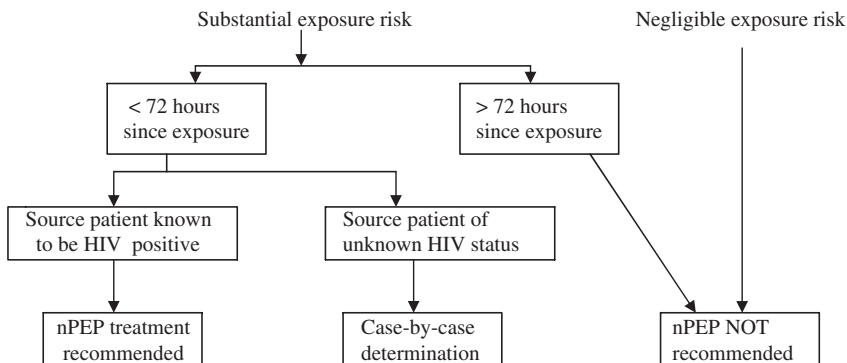 Substantial exposure risk
Negligible exposure risk
< 72 hours
since exposure
> 72 hours
since exposure
Source patient known
to be HIV positive
Source patient of
unknown HIV status
nPEP treatment
recommended
Case-by-case
determination
nPEP NOT
recommended